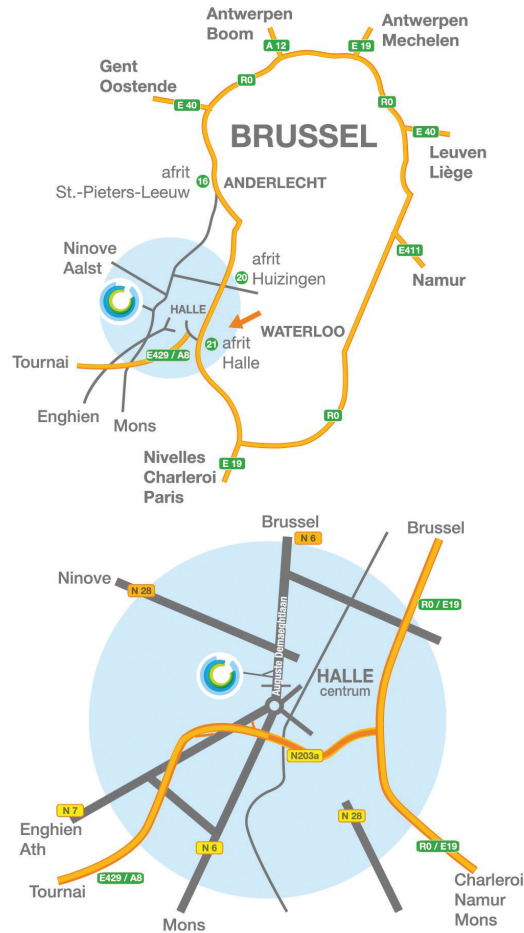 Antwerpen
Boom
Antwerpen
Mechelen
A 12
E 19
Gent
Oostende
R0
R0
E 40
E 40
BRUSSEL
Leuven
Liège
afrit
St.-Pieters-Leeuw
16
ANDERLECHT
Ninove
Aalst
E411
afrit
Huizingen
20
Namur
HALLE
WATERLOO
21
afrit
Halle
E429 / A8
Tournai
Enghien
Mons
R0
Nivelles
Charleroi
Paris
E 19
Brussel
N 6
Brussel
Ninove
N 28
R0 / E19
Auguste Demaeghtlaan
HALLE
centrum
N203a
N 7
Enghien
Ath
N 28
N 6
R0 / E19
Tournai
E429 / A8
Mons
Charleroi
Namur
Mons